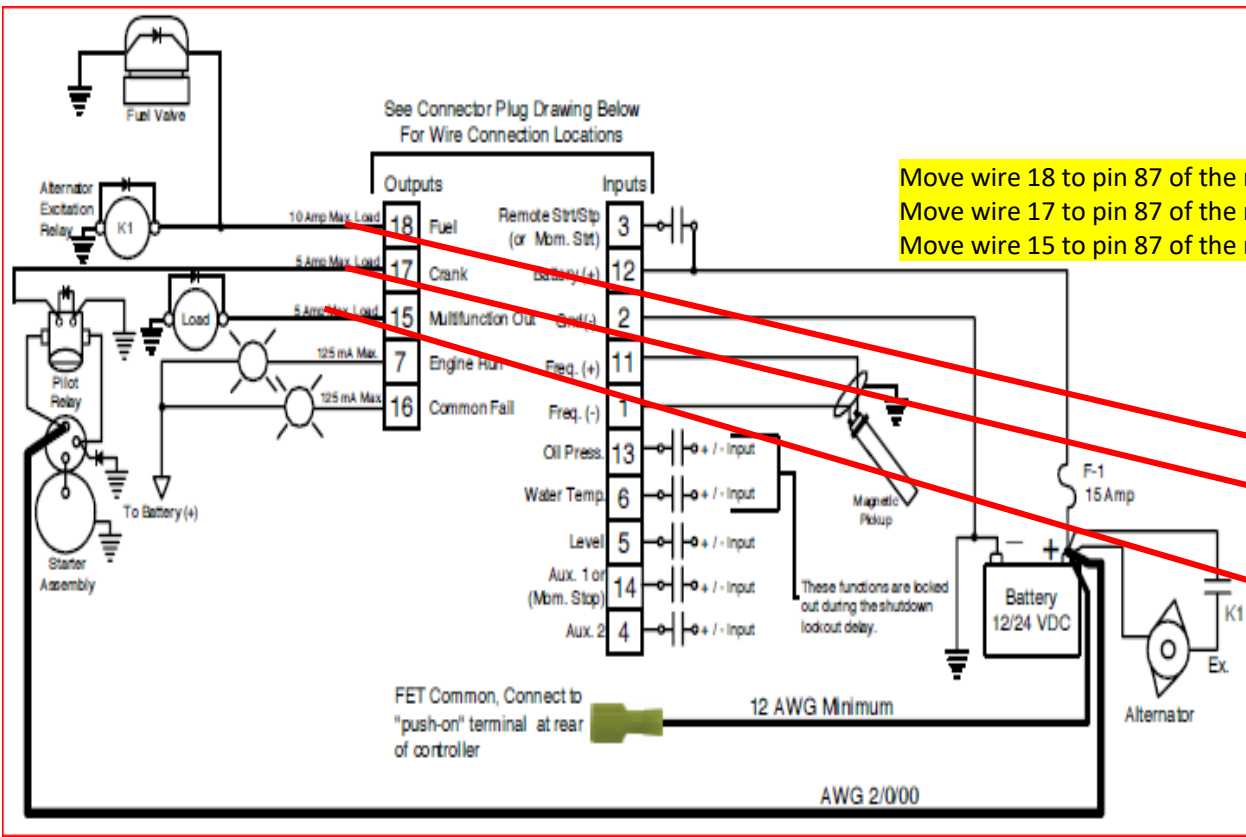 Fuel Valve
See Connector Plug Drawing Below
For Wire Connection Locations
Move wire 18 to pin 87 of the
Move wire 17 to pin 87 of the
Move wire 15 to pin 87 of the
Outputs
Inputs
Alternator
Excitation
Relay
K1
10 Amp Max. Load
18
Fuel
Remote Strt/Stp
(or Mom. Strt)
3
5 Amp Max. Load
17
Crank
Battery (+)
12
Load
5 Amp Max. Load
15
Multifunction Out
Gnd(-)
2
125 mA Max.
7
Engine Run
Freq. (+)
11
125 mA Max
16
Common Fail
Freq. (-)
1
Pilot
Relay
To Battery (+)
Starter
Assembly
Oil Press.
13
+ / - Input
Water Temp.
6
+ / - Input
Level
5
+ / - Input
Aux. 1 or
(Mom. Stop)
14
+ / - Input
Aux. 2
4
+ / - Input
These functions are locked
out during the shutdown
lockout delay.
Magnetic
Pickup
F-1
15 Amp
− +
Battery
12/24 VDC
K1
Ex.
Alternator
FET Common, Connect to
"push-on" terminal at rear
of controller
12 AWG Minimum
AWG 2/0/00